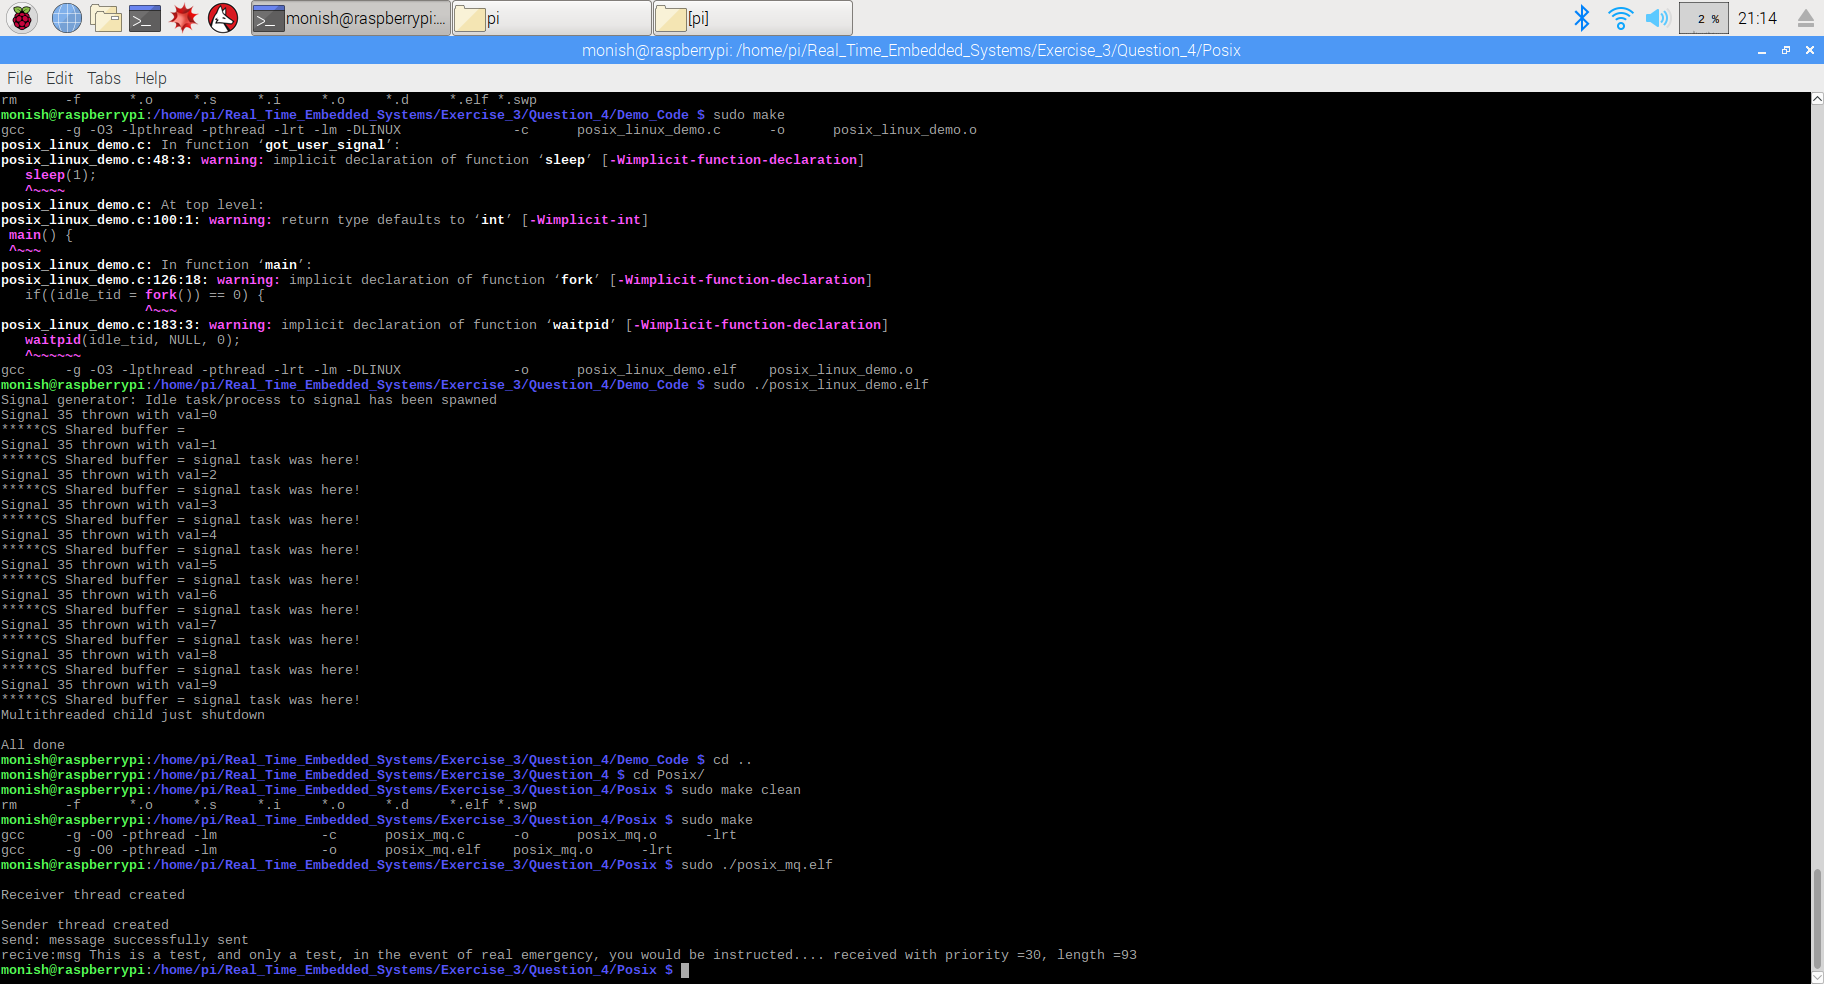 monish@raspberrypi:... pi [pi] 2 % 21:14
monish@raspberrypi: /home/pi/Real_Time_Embedded_Systems/Exercise_3/Question_4/Posix
File Edit Tabs Help
rm      -f      *.o     *.s     *.i     *.o     *.d     *.elf *.swp
monish@raspberrypi:/home/pi/Real_Time_Embedded_Systems/Exercise_3/Question_4/Demo_Code $ sudo make
gcc     -g -O3 -lpthread -pthread -lrt -lm -DLINUX              -c      posix_linux_demo.c      -o      posix_linux_demo.o
posix_linux_demo.c: In function ‘got_user_signal’:
posix_linux_demo.c:48:3: warning: implicit declaration of function ‘sleep’ [-Wimplicit-function-declaration]
   sleep(1);
   ^~~~~
posix_linux_demo.c: At top level:
posix_linux_demo.c:100:1: warning: return type defaults to ‘int’ [-Wimplicit-int]
 main() {
 ^~~~
posix_linux_demo.c: In function ‘main’:
posix_linux_demo.c:126:18: warning: implicit declaration of function ‘fork’ [-Wimplicit-function-declaration]
   if((idle_tid = fork()) == 0) {
                  ^~~~
posix_linux_demo.c:183:3: warning: implicit declaration of function ‘waitpid’ [-Wimplicit-function-declaration]
   waitpid(idle_tid, NULL, 0);
   ^~~~~~~
gcc     -g -O3 -lpthread -pthread -lrt -lm -DLINUX              -o      posix_linux_demo.elf    posix_linux_demo.o
monish@raspberrypi:/home/pi/Real_Time_Embedded_Systems/Exercise_3/Question_4/Demo_Code $ sudo ./posix_linux_demo.elf
Signal generator: Idle task/process to signal has been spawned
Signal 35 thrown with val=0
*****CS Shared buffer =
Signal 35 thrown with val=1
*****CS Shared buffer = signal task was here!
Signal 35 thrown with val=2
*****CS Shared buffer = signal task was here!
Signal 35 thrown with val=3
*****CS Shared buffer = signal task was here!
Signal 35 thrown with val=4
*****CS Shared buffer = signal task was here!
Signal 35 thrown with val=5
*****CS Shared buffer = signal task was here!
Signal 35 thrown with val=6
*****CS Shared buffer = signal task was here!
Signal 35 thrown with val=7
*****CS Shared buffer = signal task was here!
Signal 35 thrown with val=8
*****CS Shared buffer = signal task was here!
Signal 35 thrown with val=9
*****CS Shared buffer = signal task was here!
Multithreaded child just shutdown
All done
monish@raspberrypi:/home/pi/Real_Time_Embedded_Systems/Exercise_3/Question_4/Demo_Code $ cd ..
monish@raspberrypi:/home/pi/Real_Time_Embedded_Systems/Exercise_3/Question_4 $ cd Posix/
monish@raspberrypi:/home/pi/Real_Time_Embedded_Systems/Exercise_3/Question_4/Posix $ sudo make clean
rm      -f      *.o     *.s     *.i     *.o     *.d     *.elf *.swp
monish@raspberrypi:/home/pi/Real_Time_Embedded_Systems/Exercise_3/Question_4/Posix $ sudo make
gcc     -g -O0 -pthread -lm             -c      posix_mq.c      -o      posix_mq.o      -lrt
gcc     -g -O0 -pthread -lm             -o      posix_mq.elf    posix_mq.o      -lrt
monish@raspberrypi:/home/pi/Real_Time_Embedded_Systems/Exercise_3/Question_4/Posix $ sudo ./posix_mq.elf
Receiver thread created
Sender thread created
send: message successfully sent
recive:msg This is a test, and only a test, in the event of real emergency, you would be instructed.... received with priority =30, length =93
monish@raspberrypi:/home/pi/Real_Time_Embedded_Systems/Exercise_3/Question_4/Posix $